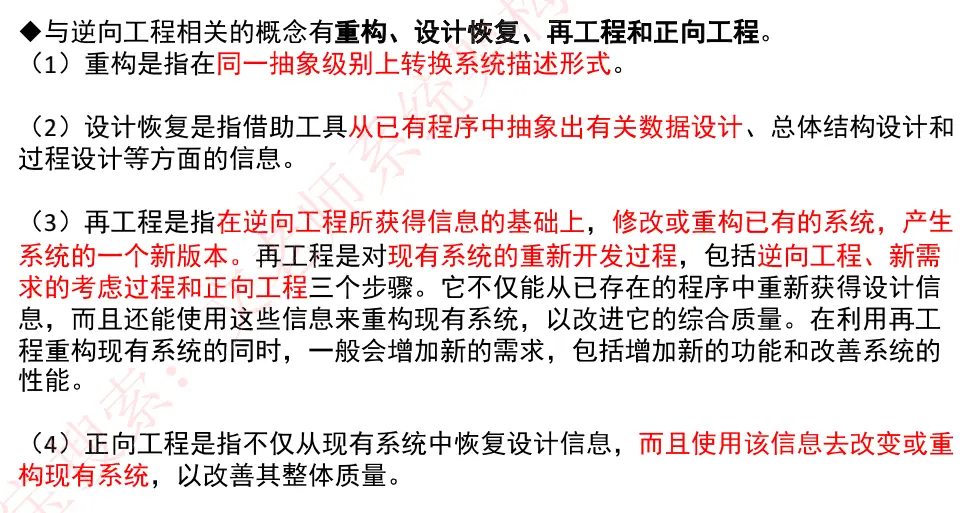 ◆与逆向工程相关的概念有重构、设计恢复、再工程和正向工程。
（1）重构是指在同一抽象级别上转换系统描述形式。
（2）设计恢复是指借助工具从已有程序中抽象出有关数据设计、总体结构设计和
过程设计等方面的信息。
（3）再工程是指在逆向工程所获得信息的基础上，修改或重构已有的系统，产生
系统的一个新版本。再工程是对现有系统的重新开发过程，包括逆向工程、新需
求的考虑过程和正向工程三个步骤。它不仅能从已存在的程序中重新获得设计信
息，而且还能使用这些信息来重构现有系统，以改进它的综合质量。在利用再工
程重构现有系统的同时，一般会增加新的需求，包括增加新的功能和改善系统的
性能。
（4）正向工程是指不仅从现有系统中恢复设计信息，而且使用该信息去改变或重
构现有系统，以改善其整体质量。